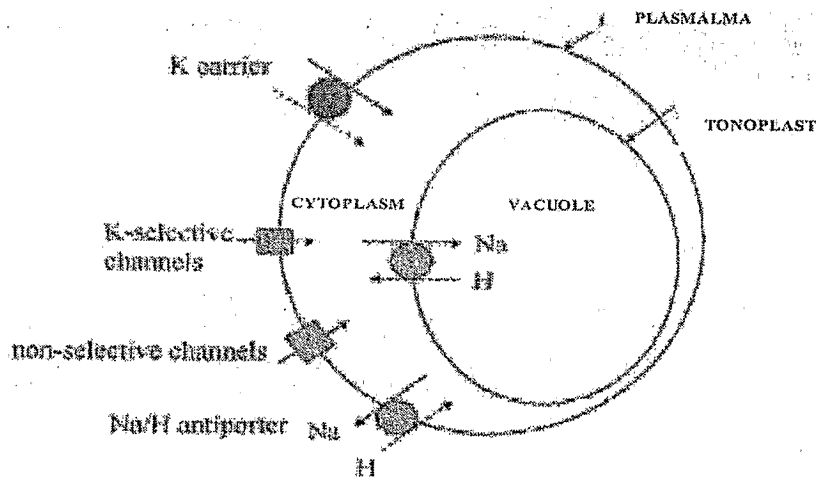 PLASMALMA
K carrier
TONOPLAST
CYTOPLASM
VACUOLE
K-selective
channels
Na
H
non-selective channels
Na/H antiporter
Na
H